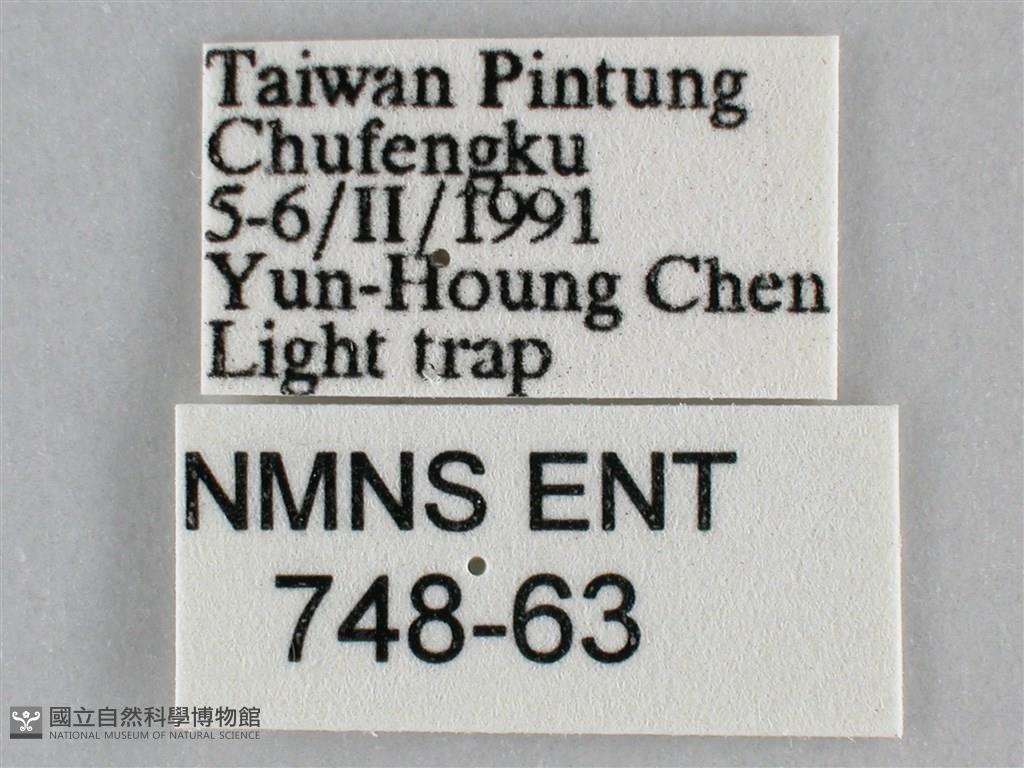 Taiwan Pintung
Chufengku
5-6/II/1991
Yun-Houng Chen
Light trap
NMNS ENT
748-63
國立自然科學博物館
NATIONAL MUSEUM OF NATURAL SCIENCE